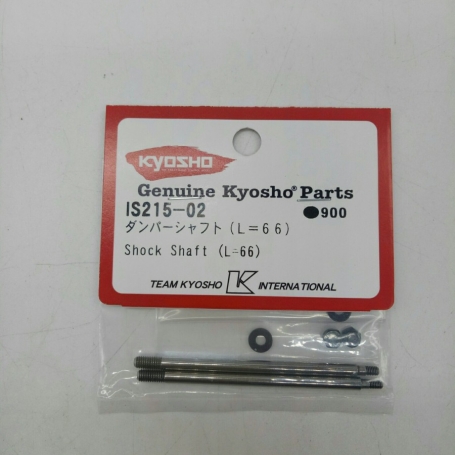 KYOSHO
Genuine Kyosho® Parts
IS215-02 ●900
ダンパーシャフト(L=66)
Shock Shaft (L=66)
TEAM KYOSHO K INTERNATIONAL